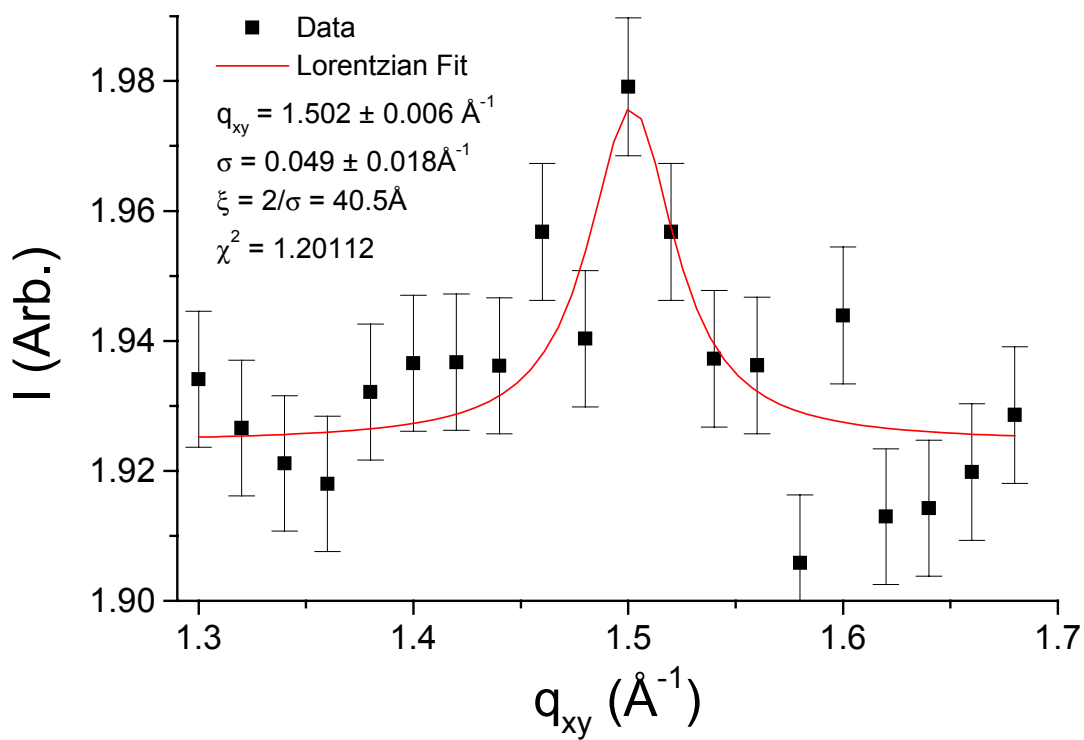 Data
Lorentzian Fit
q_xy = 1.502 ± 0.006 Å^-1
σ = 0.049 ± 0.018Å^-1
ξ = 2/σ = 40.5Å
χ^2 = 1.20112
I (Arb.)
1.98
1.96
1.94
1.92
1.90
1.3 1.4 1.5 1.6 1.7
q_xy (Å^-1)